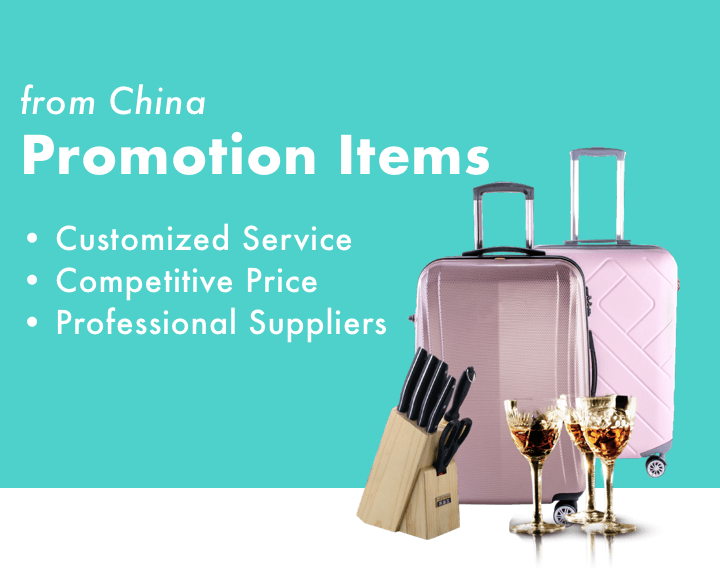 from China
Promotion Items
• Customized Service
• Competitive Price
• Professional Suppliers